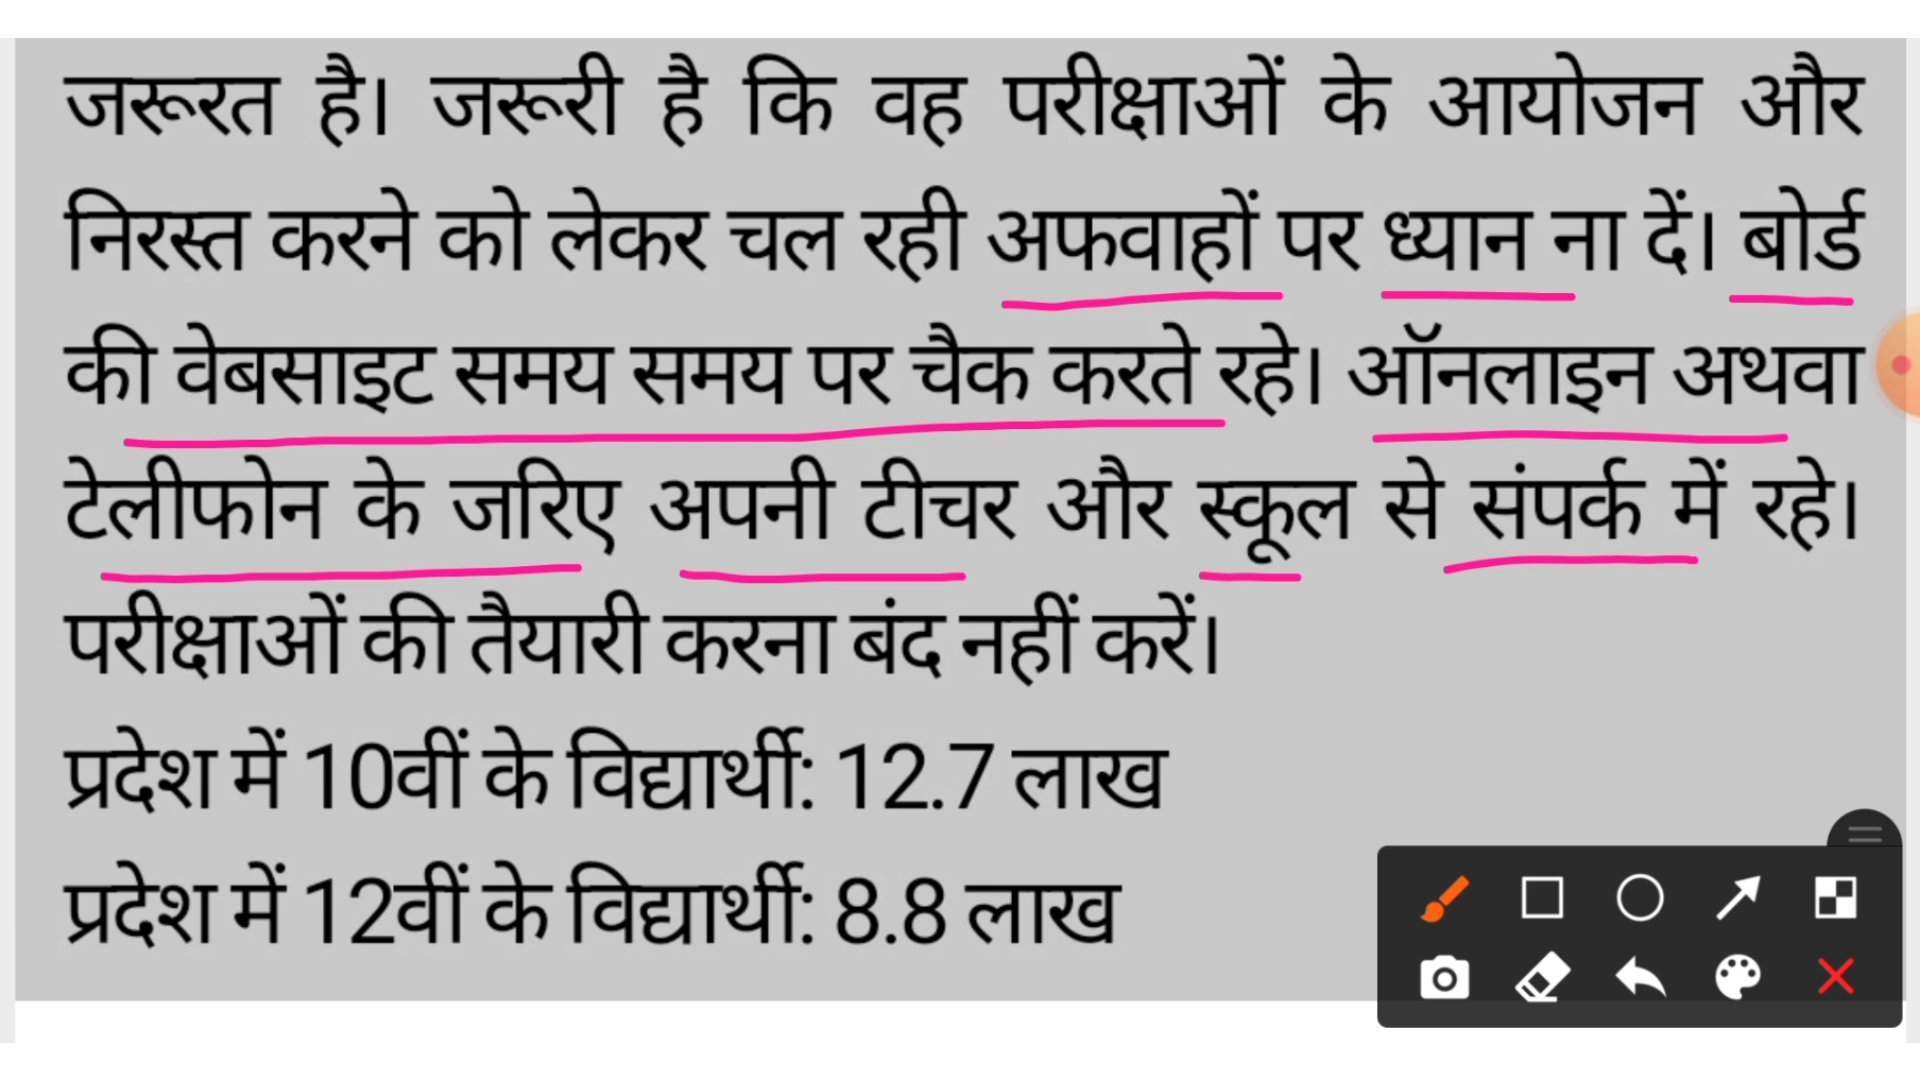 जरूरत है। जरूरी है कि वह परीक्षाओं के आयोजन और
निरस्त करने को लेकर चल रही अफवाहों पर ध्यान ना दें। बोर्ड
की वेबसाइट समय समय पर चैक करते रहे। ऑनलाइन अथवा
टेलीफोन के जरिए अपनी टीचर और स्कूल से संपर्क में रहे।
परीक्षाओं की तैयारी करना बंद नहीं करें।
प्रदेश में 10वीं के विद्यार्थी: 12.7 लाख
प्रदेश में 12वीं के विद्यार्थी: 8.8 लाख